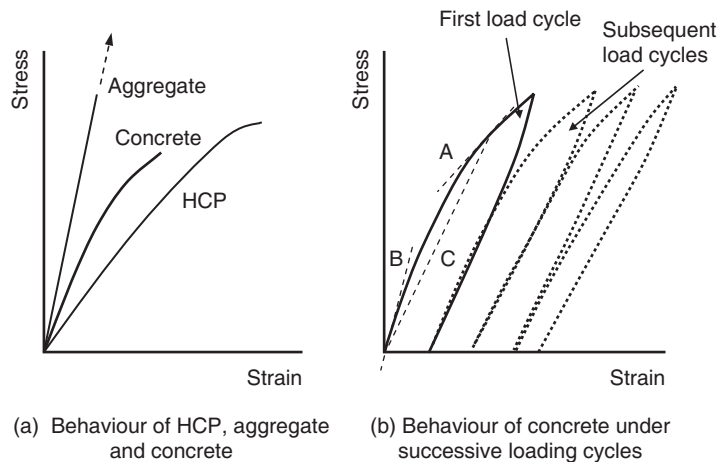 Stress
Aggregate
Concrete
HCP
Strain
(a) Behaviour of HCP, aggregate
and concrete
First load cycle
Subsequent
load cycles
Stress
A
B
C
Strain
(b) Behaviour of concrete under
successive loading cycles